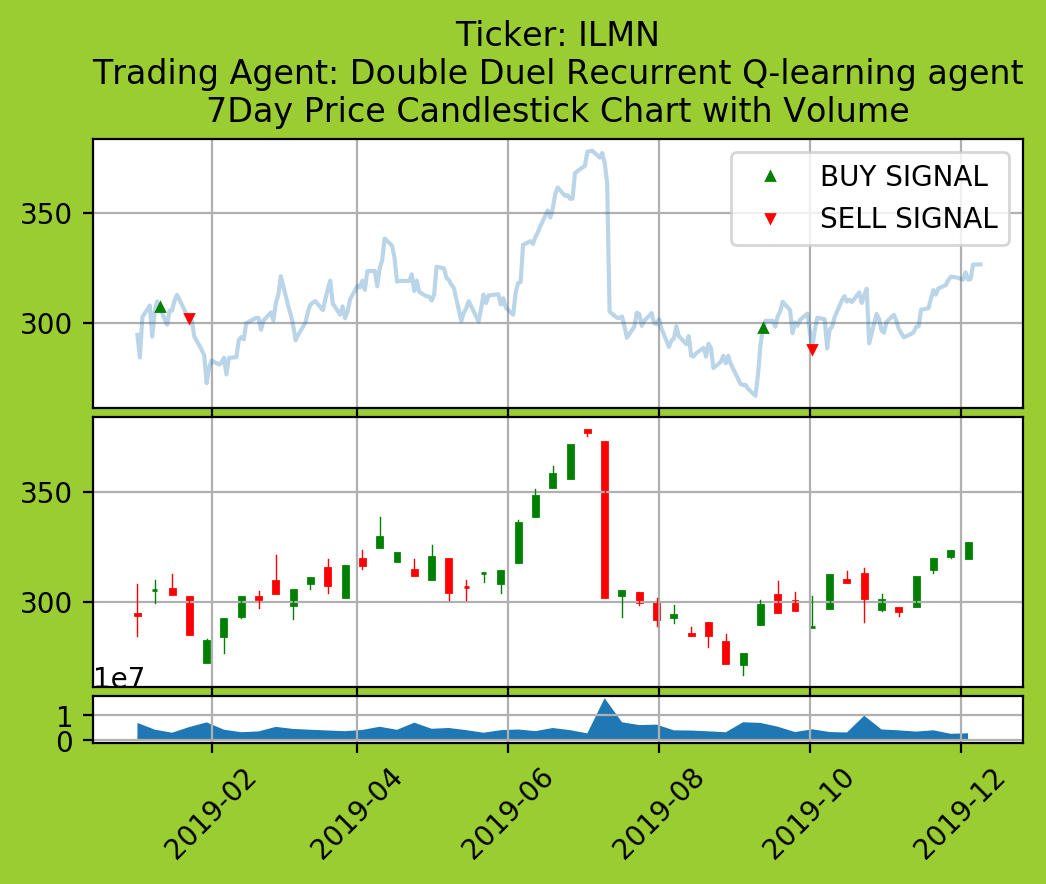 Ticker: ILMN
Trading Agent: Double Duel Recurrent Q-learning agent
7Day Price Candlestick Chart with Volume
BUY SIGNAL
SELL SIGNAL
350
300
350
300
1e7
1
0
2019-02
2019-04
2019-06
2019-08
2019-10
2019-12